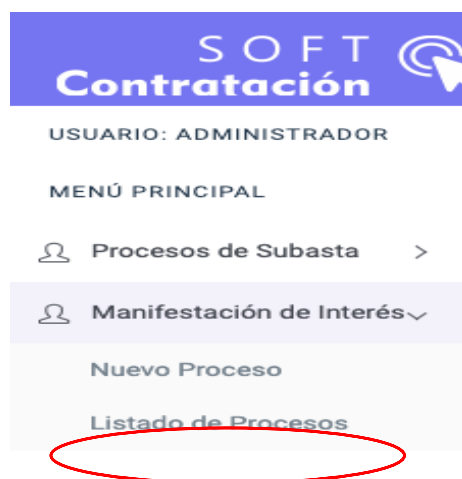 SOFT
Contratación
USUARIO: ADMINISTRADOR
MENÚ PRINCIPAL
Procesos de Subasta >
Manifestación de Interés
Nuevo Proceso
Listado de Procesos